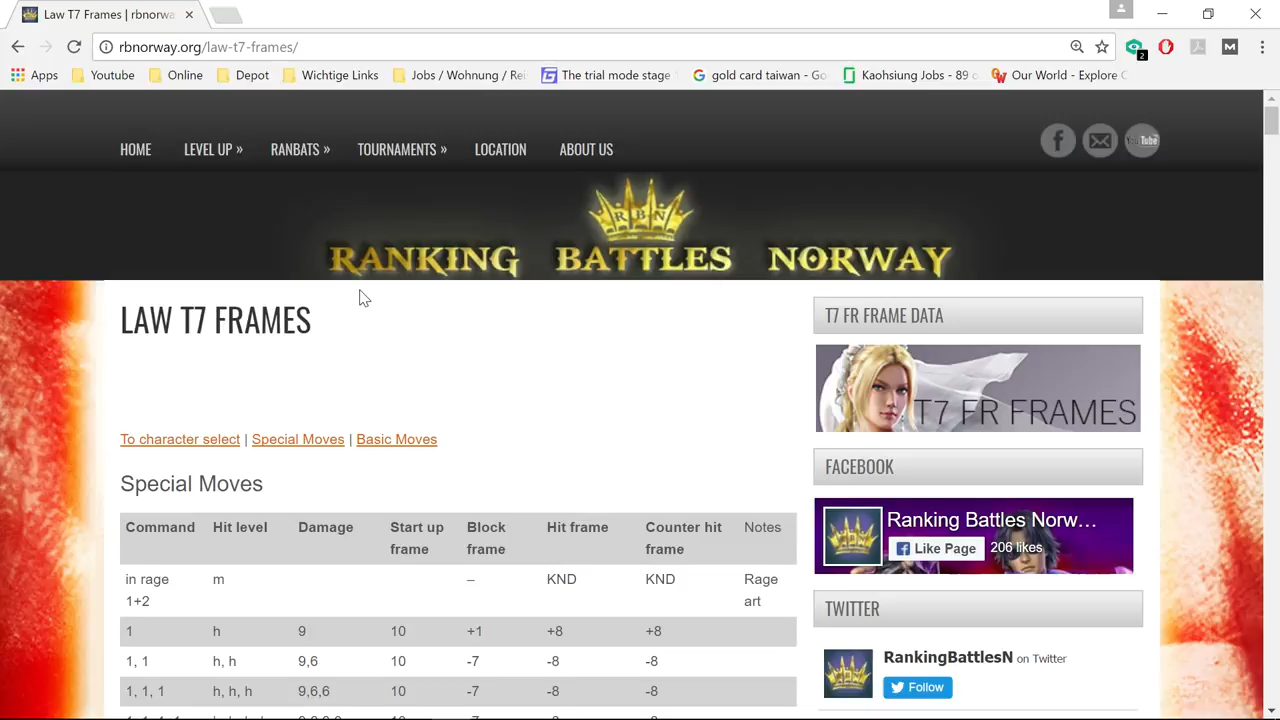 Law T7 Frames | rbnorwa
rbnorway.org/law-t7-frames/
2
Apps Youtube Online Depot Wichtige Links Jobs / Wohnung / Rei The trial mode stage gold card taiwan - Go Kaohsiung Jobs - 89 o Our World - Explore C
HOME LEVEL UP » RANBATS » TOURNAMENTS » LOCATION ABOUT US
YouTube
RBN
RANKING BATTLES NORWAY
LAW T7 FRAMES
To character select | Special Moves | Basic Moves
Special Moves
Command Hit level Damage Start up frame Block frame Hit frame Counter hit frame Notes
in rage 1+2 m – KND KND Rage art
1 h 9 10 +1 +8 +8
1, 1 h, h 9,6 10 -7 -8 -8
1, 1, 1 h, h, h 9,6,6 10 -7 -8 -8
T7 FR FRAME DATA
T7 FR FRAMES
FACEBOOK
Ranking Battles Norw...
Like Page 206 likes
TWITTER
RankingBattlesN on Twitter
Follow